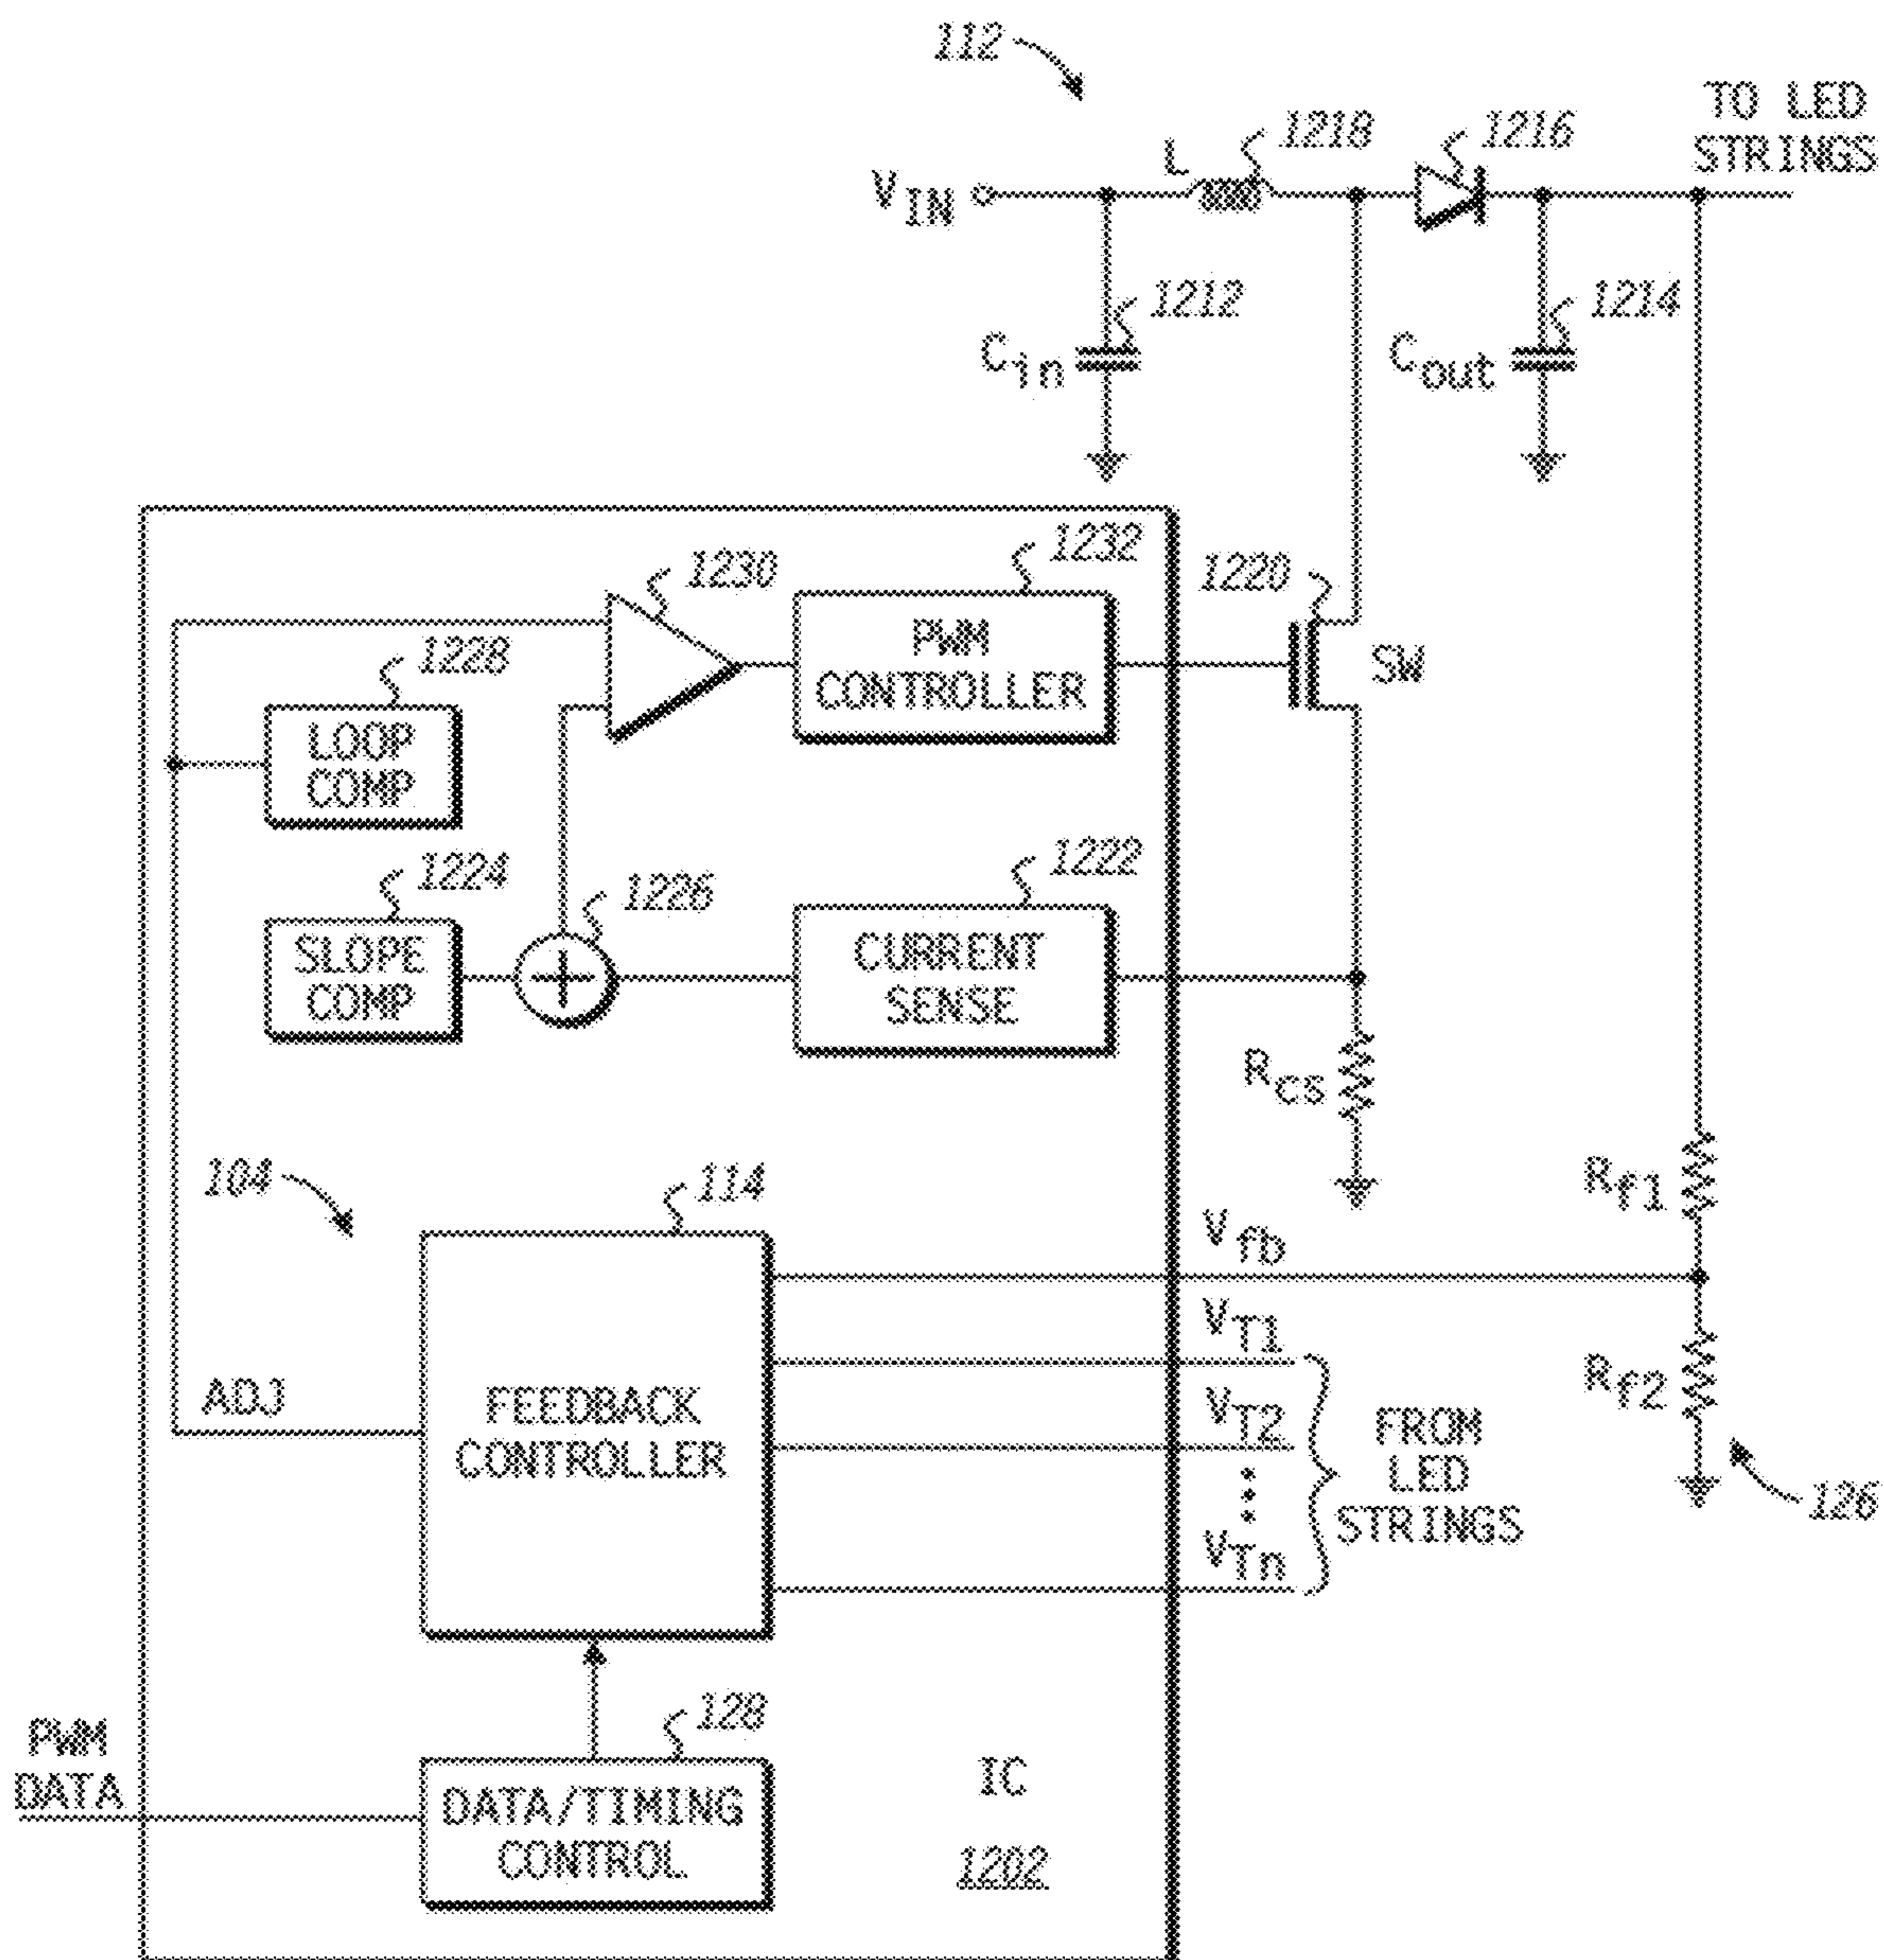 112
TO LED
STRINGS
L
1218
1216
VIN
1212
1214
Cin
Cout
1230
1232
1220
1228
PWM
CONTROLLER
SW
LOOP
COMP
1224
1226
1222
SLOPE
COMP
CURRENT
SENSE
RCS
104
114
Rf1
Vfb
VT1
ADJ
FEEDBACK
CONTROLLER
VT2
VTn
FROM
LED
STRINGS
Rf2
126
PWM
DATA
128
DATA/TIMING
CONTROL
IC
1202